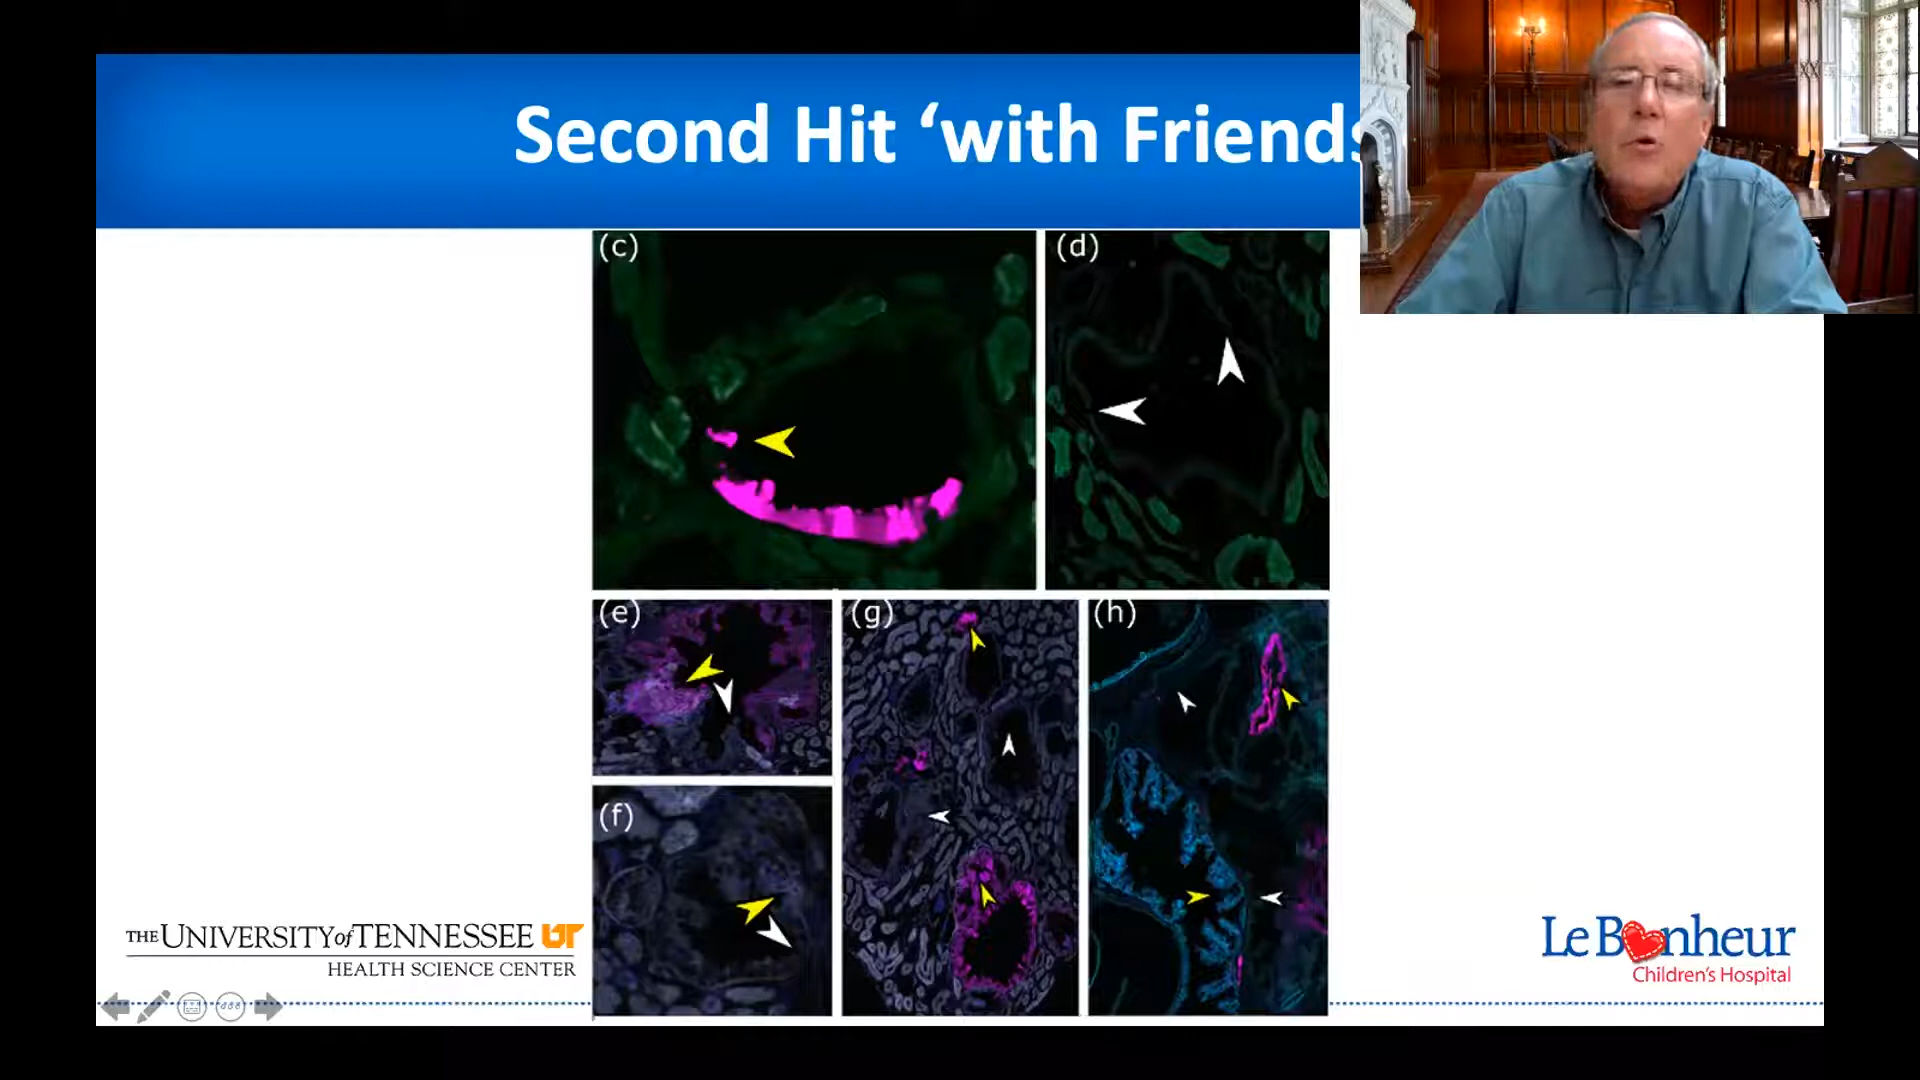 Second Hit ‘with Friends
(c)
(d)
(e)
(g)
(h)
(f)
THE UNIVERSITY of TENNESSEE UT
HEALTH SCIENCE CENTER
Le Bonheur
Children's Hospital